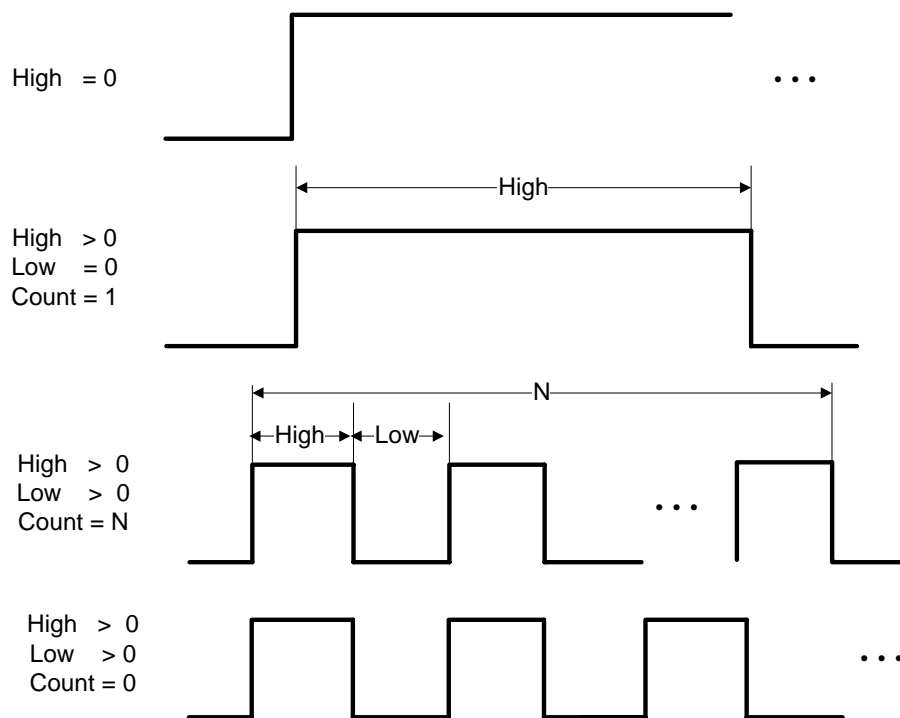 High = 0
High
High > 0
Low = 0
Count = 1
N
High Low
High > 0
Low > 0
Count = N
High > 0
Low > 0
Count = 0